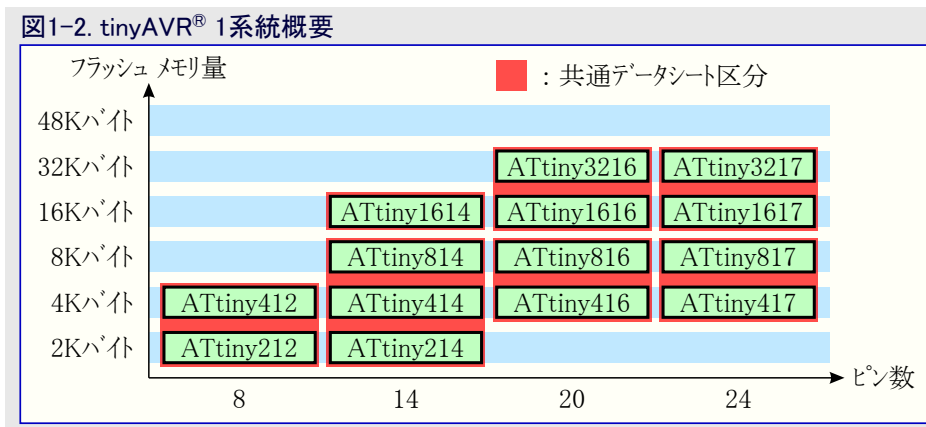 図1-2. tinyAVR® 1系統概要
フラッシュ メモリ量
: 共通データシート区分
48Kバイト
32Kバイト ATtiny3216 ATtiny3217
16Kバイト ATtiny1614 ATtiny1616 ATtiny1617
8Kバイト ATtiny814 ATtiny816 ATtiny817
4Kバイト ATtiny412 ATtiny414 ATtiny416 ATtiny417
2Kバイト ATtiny212 ATtiny214
ピン数
8 14 20 24